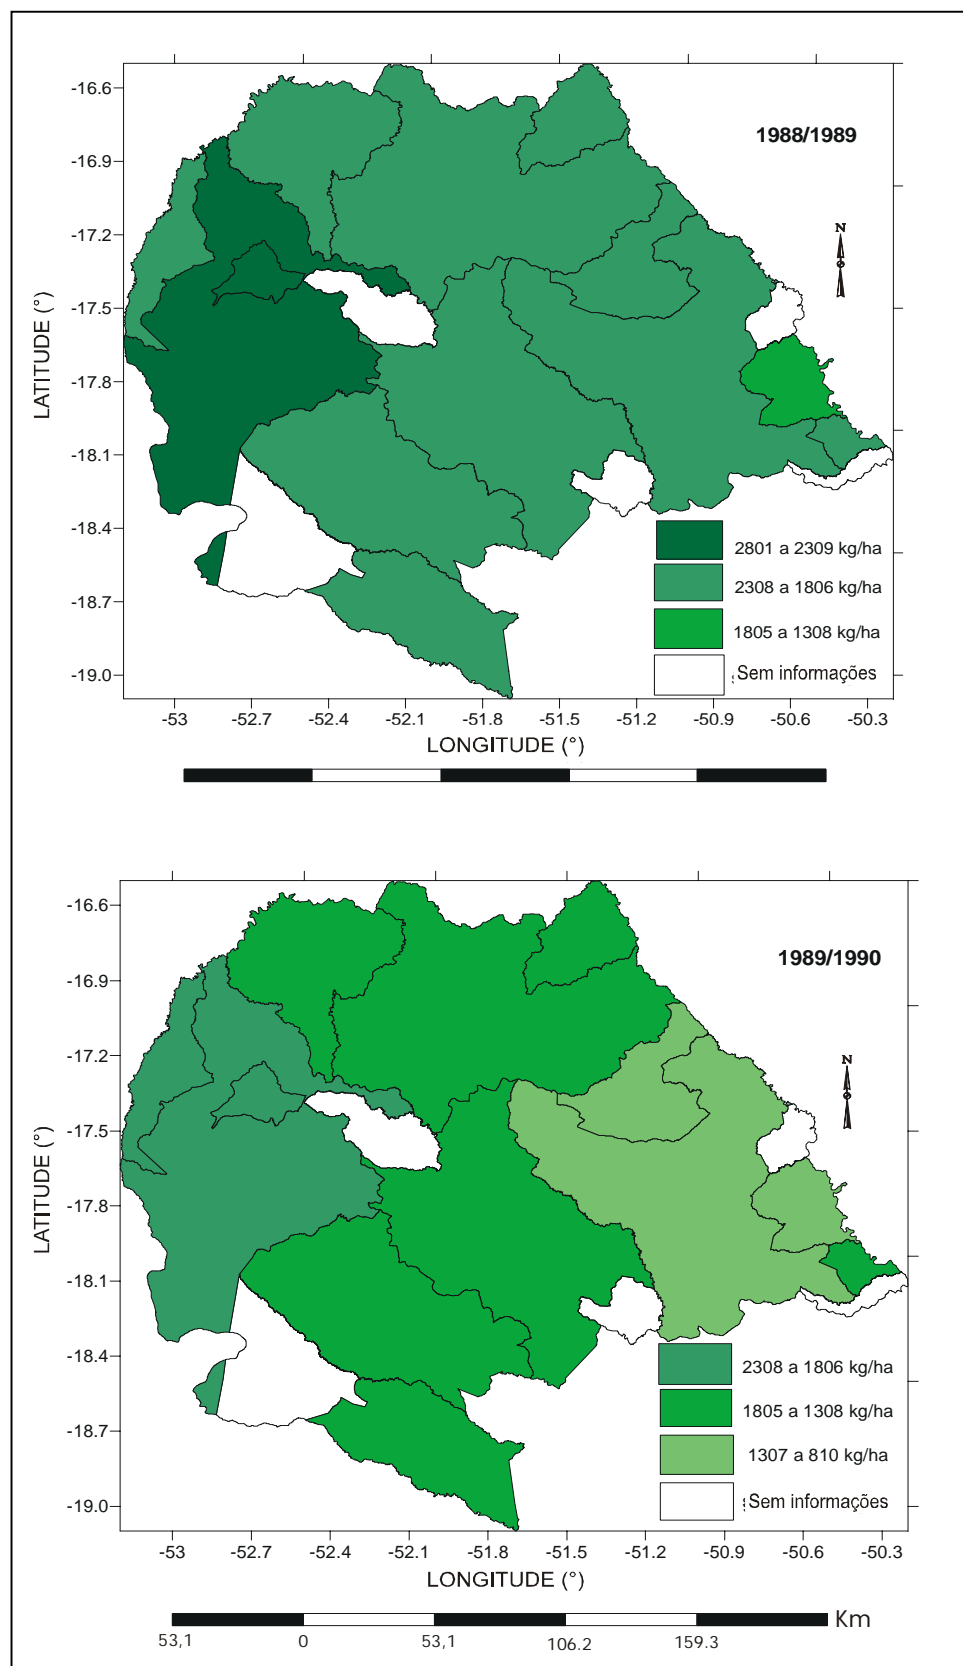 1988/1989
N
-16.6
-16.9
-17.2
-17.5
-17.8
-18.1
-18.4
-18.7
-19.0
LATITUDE (°)
2801 a 2309 kg/ha
2308 a 1806 kg/ha
1805 a 1308 kg/ha
Sem informações
-53 -52.7 -52.4 -52.1 -51.8 -51.5 -51.2 -50.9 -50.6 -50.3
LONGITUDE (°)
1989/1990
N
-16.6
-16.9
-17.2
-17.5
-17.8
-18.1
-18.4
-18.7
-19.0
LATITUDE (°)
2308 a 1806 kg/ha
1805 a 1308 kg/ha
1307 a 810 kg/ha
Sem informações
-53 -52.7 -52.4 -52.1 -51.8 -51.5 -51.2 -50.9 -50.6 -50.3
LONGITUDE (°)
Km
53,1 0 53,1 106.2 159.3